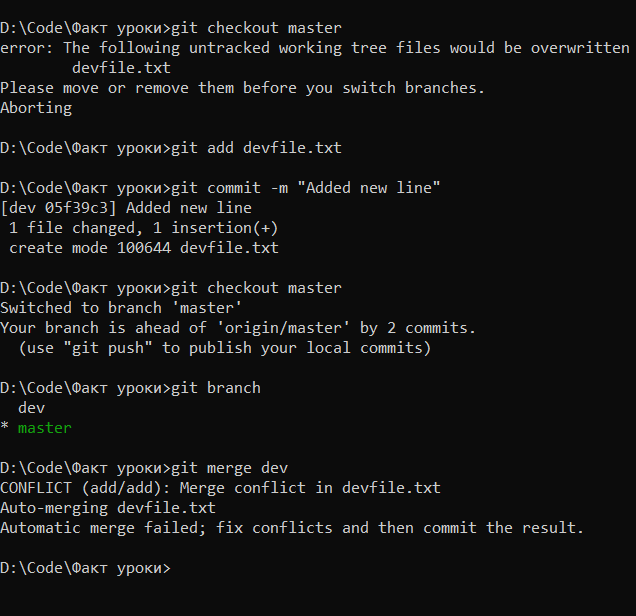 D:\Code\Факт уроки>git checkout master
error: The following untracked working tree files would be overwritten
        devfile.txt
Please move or remove them before you switch branches.
Aborting
D:\Code\Факт уроки>git add devfile.txt
D:\Code\Факт уроки>git commit -m "Added new line"
[dev 05f39c3] Added new line
 1 file changed, 1 insertion(+)
 create mode 100644 devfile.txt
D:\Code\Факт уроки>git checkout master
Switched to branch 'master'
Your branch is ahead of 'origin/master' by 2 commits.
  (use "git push" to publish your local commits)
D:\Code\Факт уроки>git branch
  dev
* master
D:\Code\Факт уроки>git merge dev
CONFLICT (add/add): Merge conflict in devfile.txt
Auto-merging devfile.txt
Automatic merge failed; fix conflicts and then commit the result.
D:\Code\Факт уроки>